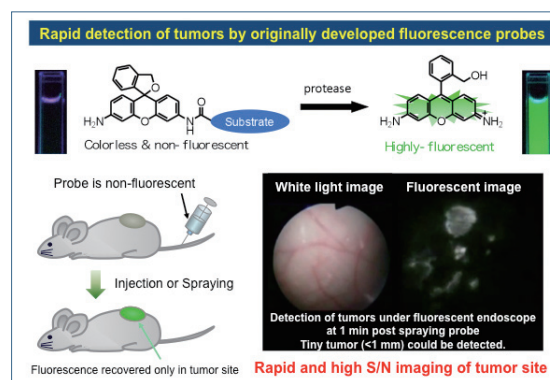 Rapid detection of tumors by originally developed fluorescence probes
O
protease
OH
O
H₂N
O
NH
Substrate
H₂N
O
NH₂
+
Colorless & non- fluorescent
Highly- fluorescent
Probe is non-fluorescent
White light image
Fluorescent image
Injection or Spraying
Detection of tumors under fluorescent endoscope
at 1 min post spraying probe
Tiny tumor (<1 mm) could be detected.
Fluorescence recovered only in tumor site
Rapid and high S/N imaging of tumor site